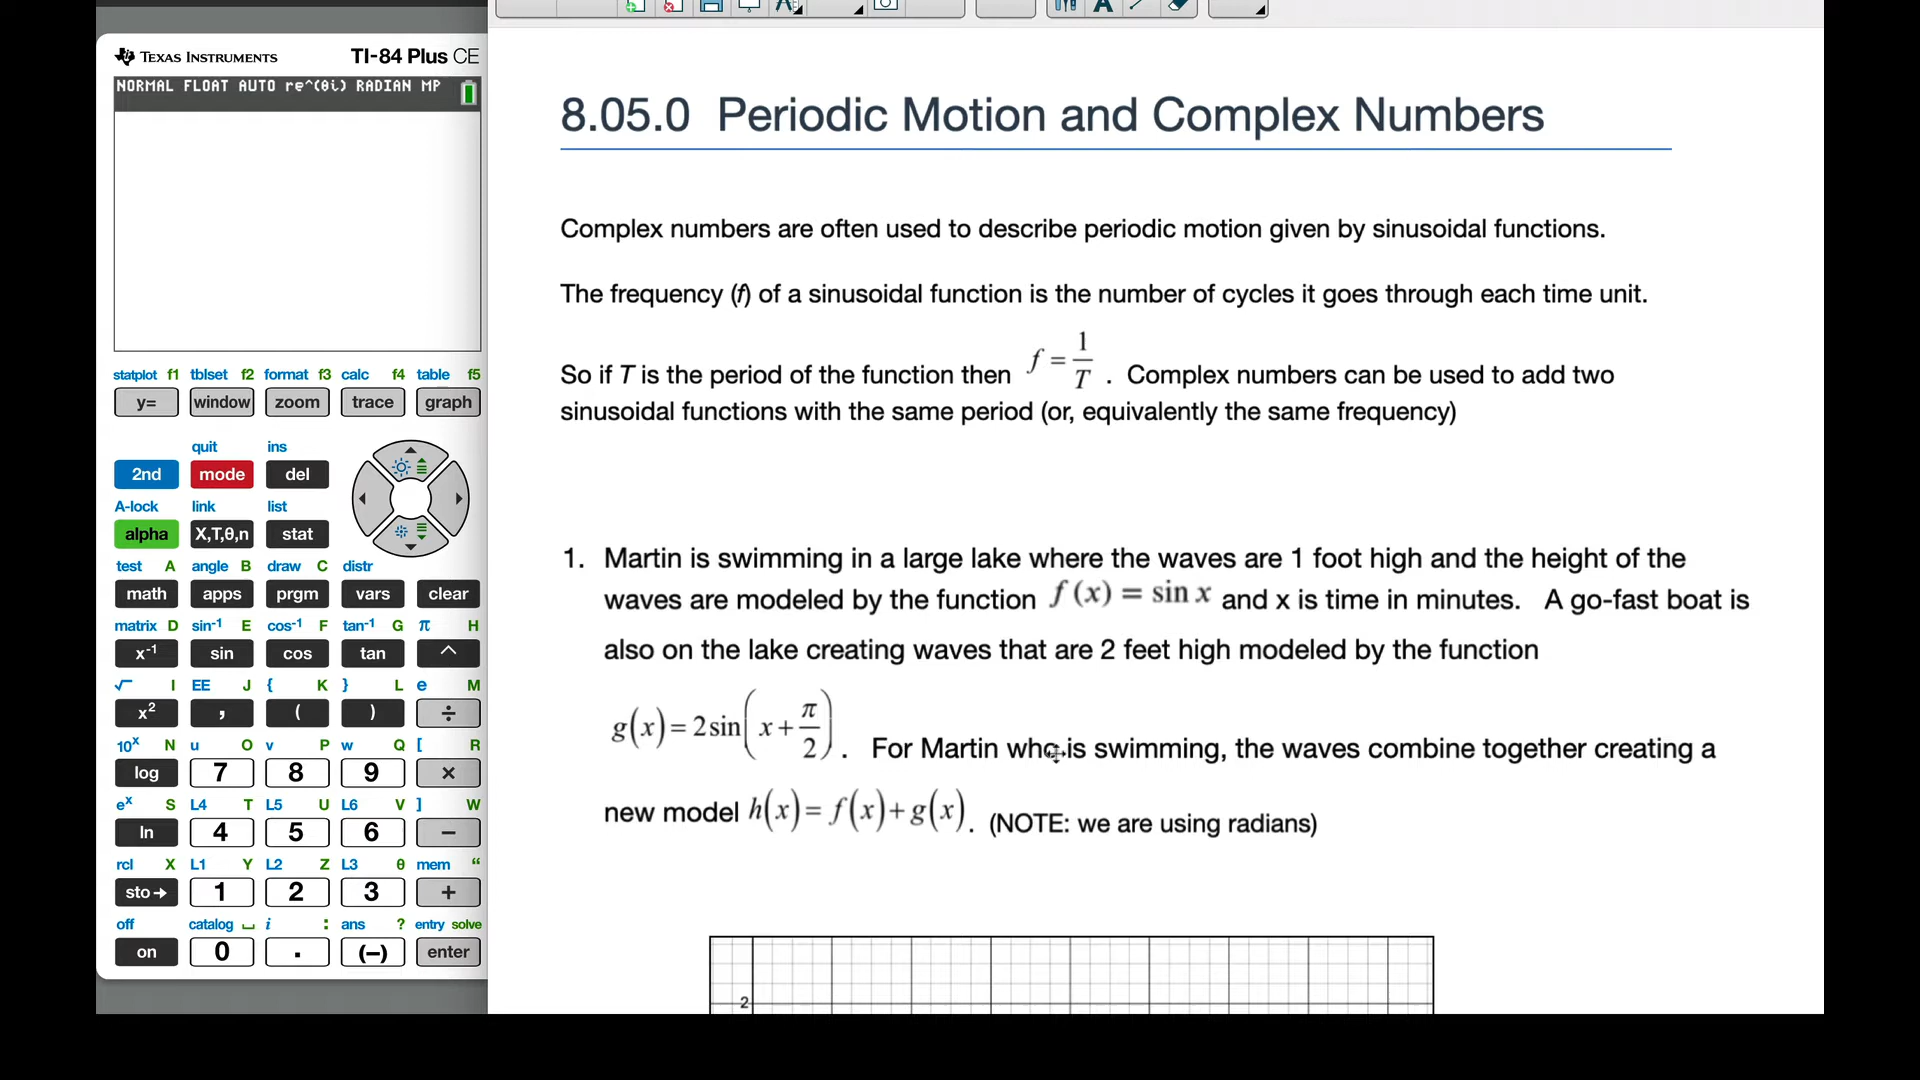 TEXAS INSTRUMENTS TI-84 Plus CE
NORMAL FLOAT AUTO re^(θi) RADIAN MP
statplot f1 tblset f2 format f3 calc f4 table f5
y= window zoom trace graph
quit ins
2nd mode del
A-lock link list
alpha X,T,θ,n stat
test A angle B draw C distr
math apps prgm vars clear
matrix D sin⁻¹ E cos⁻¹ F tan⁻¹ G π H
x⁻¹ sin cos tan ^
√ I EE J { K } L e M
x² , ( ) ÷
10ˣ N u O v P w Q [ R
log 7 8 9 ×
eˣ S L4 T L5 U L6 V ] W
ln 4 5 6 −
rcl X L1 Y L2 Z L3 θ mem “
sto→ 1 2 3 +
off catalog ⎵ i : ans ? entry solve
on 0 . (−) enter
8.05.0 Periodic Motion and Complex Numbers
Complex numbers are often used to describe periodic motion given by sinusoidal functions.
The frequency (f) of a sinusoidal function is the number of cycles it goes through each time unit.
So if T is the period of the function then f = 1/T . Complex numbers can be used to add two
sinusoidal functions with the same period (or, equivalently the same frequency)
1. Martin is swimming in a large lake where the waves are 1 foot high and the height of the
waves are modeled by the function f(x) = sin x and x is time in minutes. A go-fast boat is
also on the lake creating waves that are 2 feet high modeled by the function
g(x) = 2 sin(x + π/2) . For Martin who is swimming, the waves combine together creating a
new model h(x) = f(x) + g(x). (NOTE: we are using radians)
2